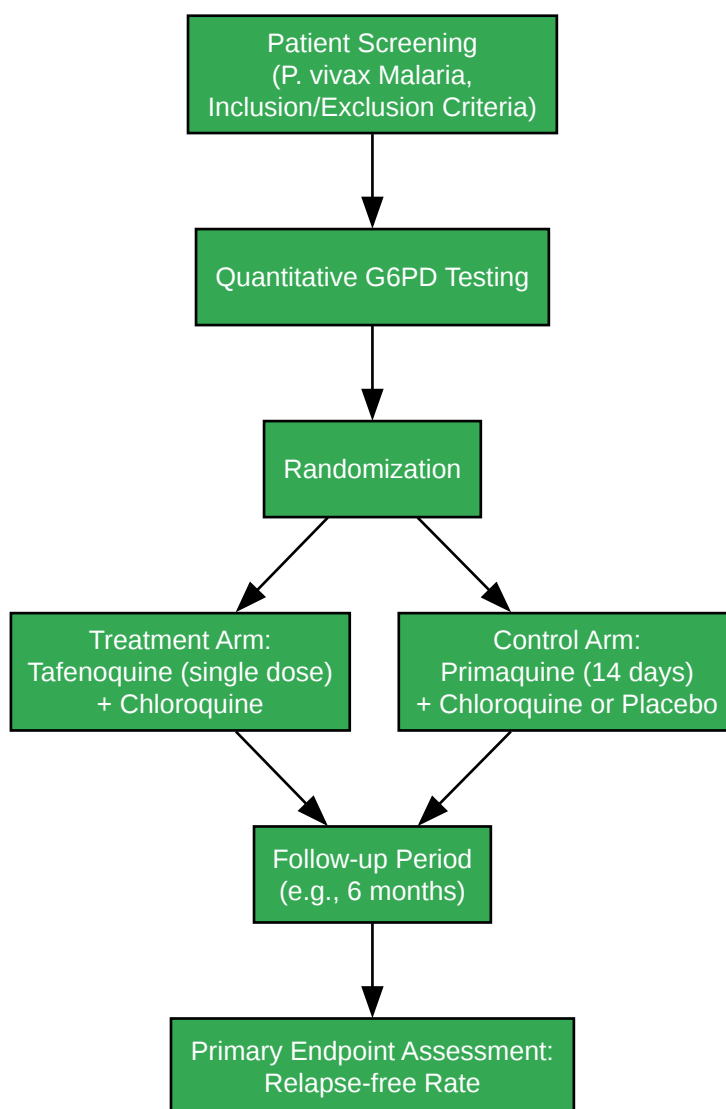 Patient Screening
(P. vivax Malaria,
Inclusion/Exclusion Criteria)
Quantitative G6PD Testing
Randomization
Treatment Arm:
Tafenoquine (single dose)
+ Chloroquine
Control Arm:
Primaquine (14 days)
+ Chloroquine or Placebo
Follow-up Period
(e.g., 6 months)
Primary Endpoint Assessment:
Relapse-free Rate